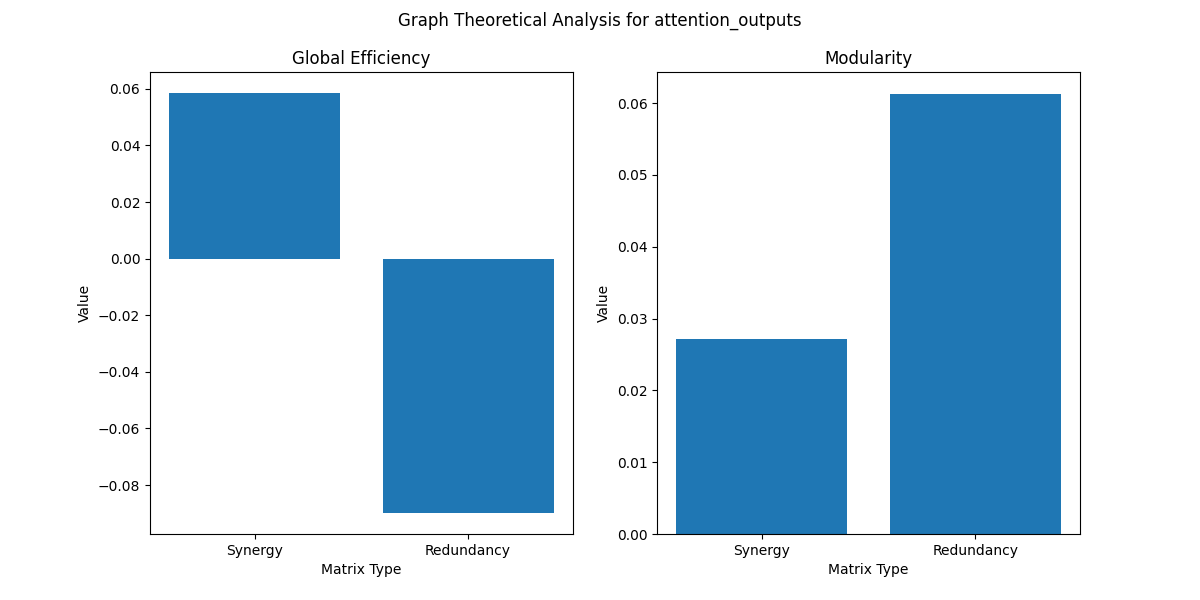 Graph Theoretical Analysis for attention_outputs
Global Efficiency
0.06
0.04
0.02
0.00
−0.02
−0.04
−0.06
−0.08
Value
Synergy
Redundancy
Matrix Type
Modularity
0.06
0.05
0.04
0.03
0.02
0.01
0.00
Value
Synergy
Redundancy
Matrix Type